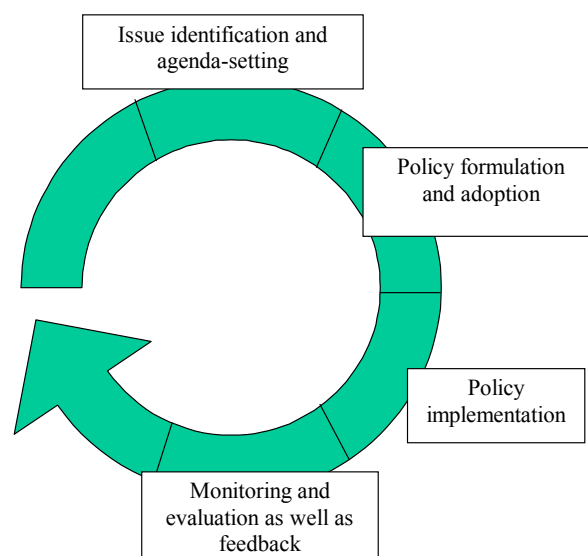 Issue identification and
agenda-setting
Policy formulation
and adoption
Policy
implementation
Monitoring and
evaluation as well as
feedback